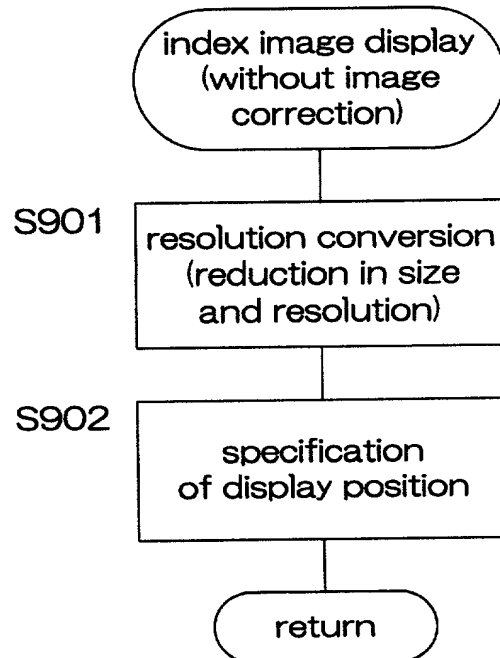 index image display
(without image
correction)
S901
resolution conversion
(reduction in size
and resolution)
S902
specification
of display position
return